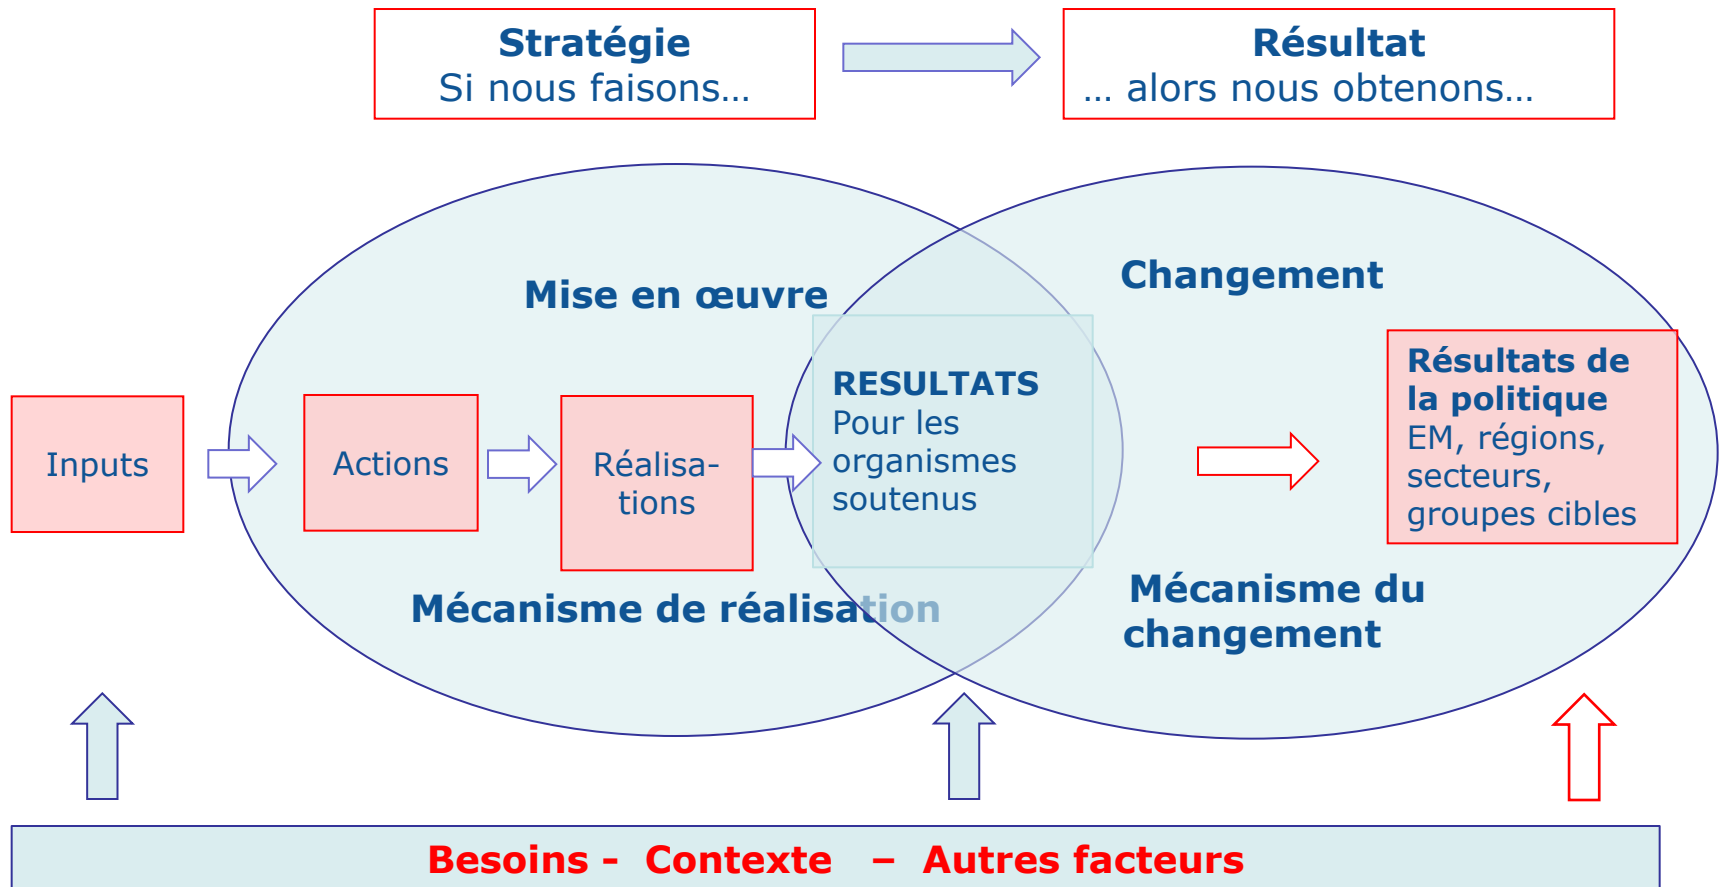 Stratégie
Si nous faisons…
Résultat
… alors nous obtenons…
Mise en œuvre
Changement
Inputs
Actions
Réalisa-
tions
RESULTATS
Pour les
organismes
soutenus
Résultats de
la politique
EM, régions,
secteurs,
groupes cibles
Mécanisme de réalisation
Mécanisme du
changement
Besoins - Contexte – Autres facteurs